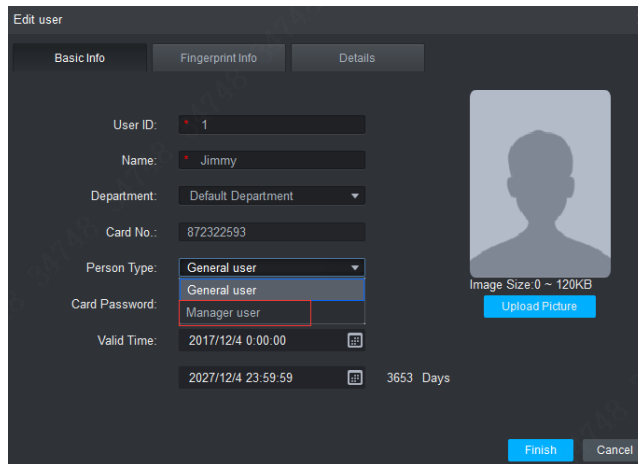 Edit user
Basic Info Fingerprint Info Details
User ID: * 1
Name: * Jimmy
Department: Default Department
Card No.: 872322593
Person Type: General user
General user
Image Size:0 ~ 120KB
Manager user
Card Password:
Upload Picture
Valid Time: 2017/12/4 0:00:00
2027/12/4 23:59:59 3653 Days
Finish Cancel